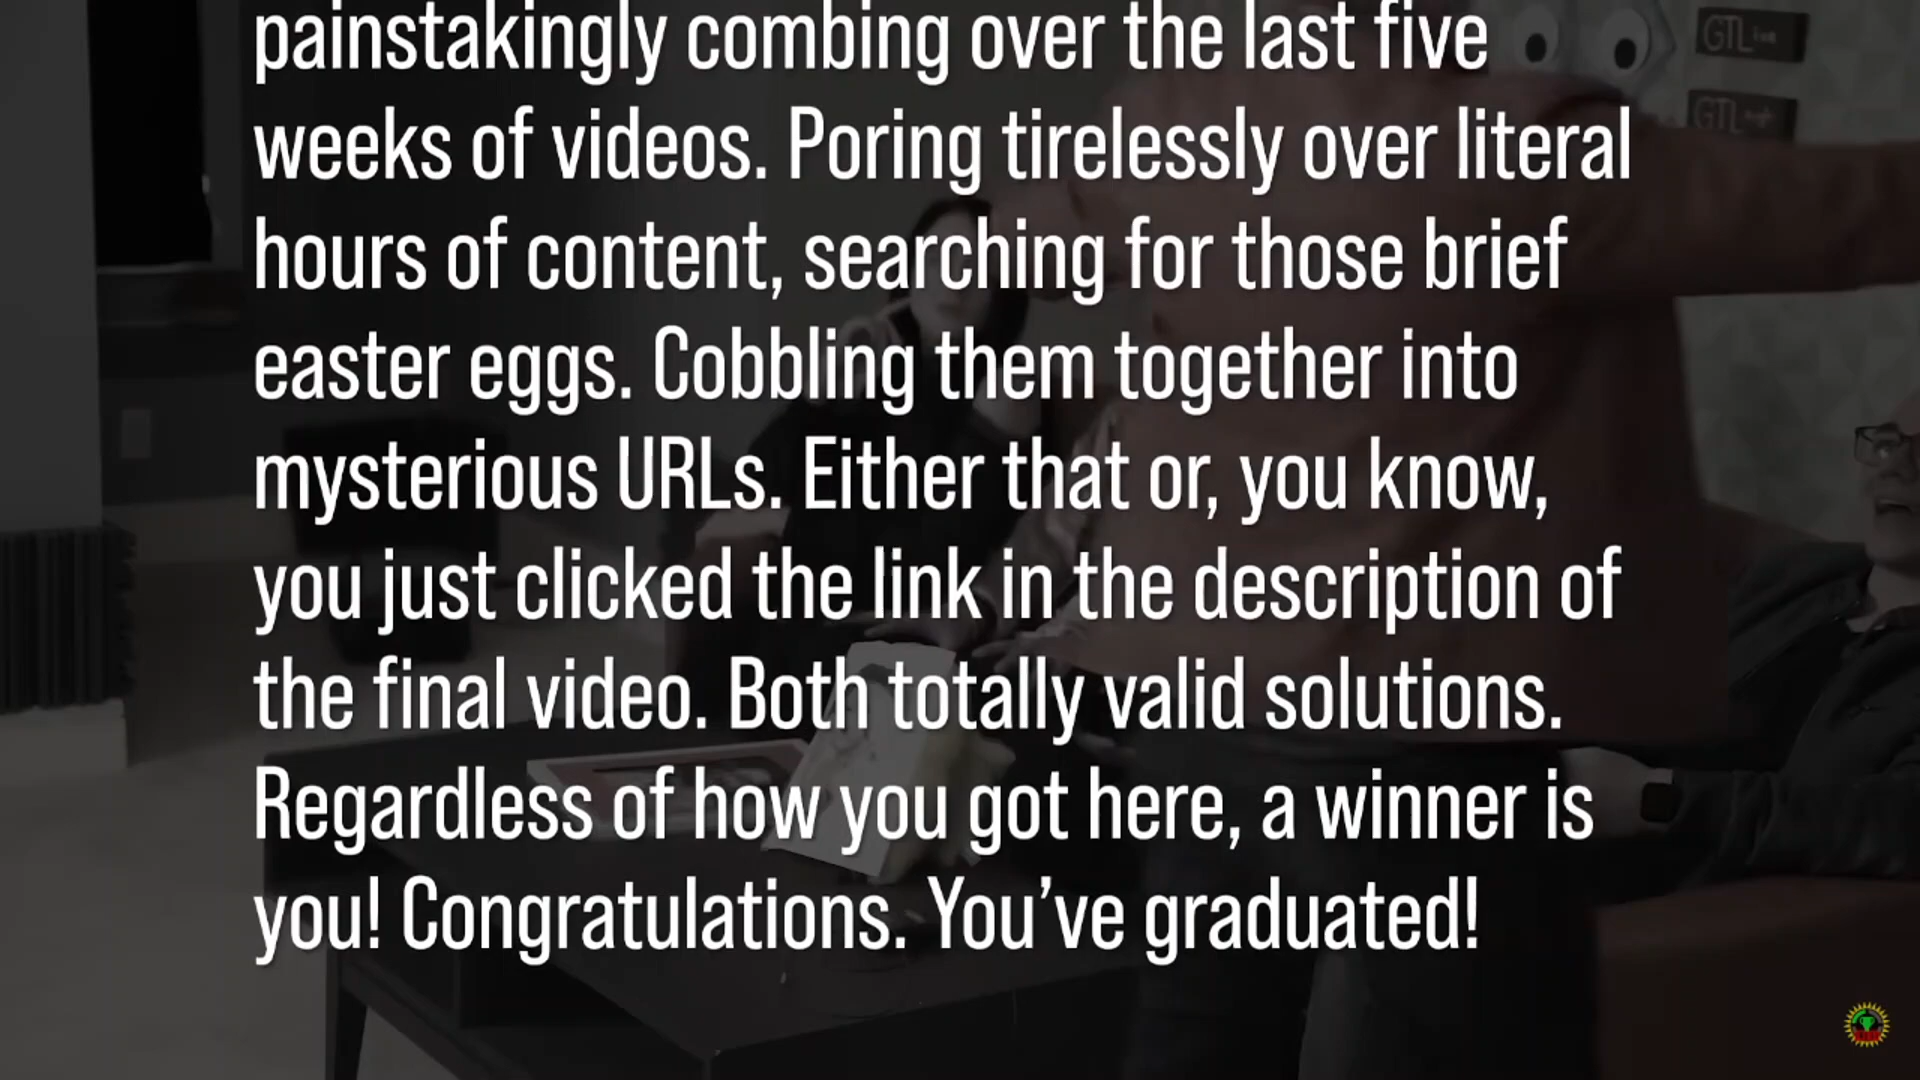 painstakingly combing over the last five
weeks of videos. Poring tirelessly over literal
hours of content, searching for those brief
easter eggs. Cobbling them together into
mysterious URLs. Either that or, you know,
you just clicked the link in the description of
the final video. Both totally valid solutions.
Regardless of how you got here, a winner is
you! Congratulations. You’ve graduated!
GTLive
GTL